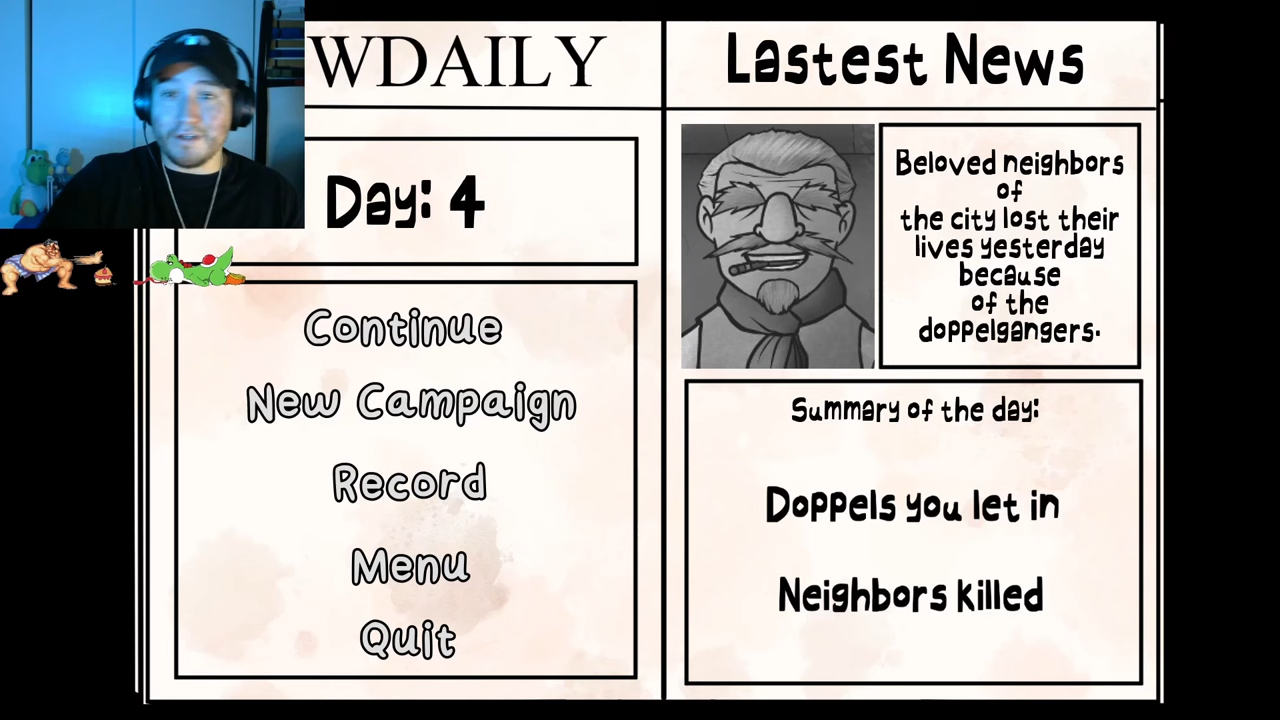 WDAILY
Day: 4
Continue
New Campaign
Record
Menu
Quit
Lastest News
Beloved neighbors
of
the city lost their
lives yesterday
because
of the
doppelgangers.
Summary of the day:
Doppels you let in
Neighbors killed